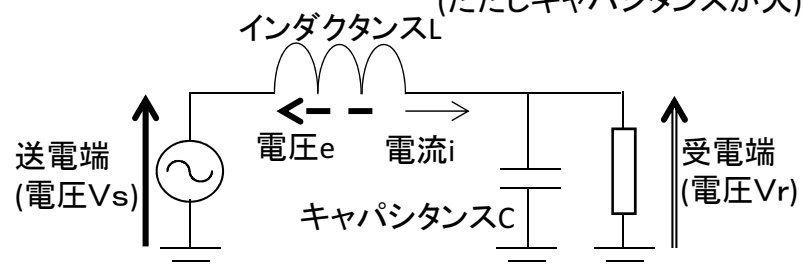 (ただしキャパシタンスが大)
インダクタンスL
電圧e
電流i
送電端
(電圧Vs)
受電端
(電圧Vr)
キャパシタンスC